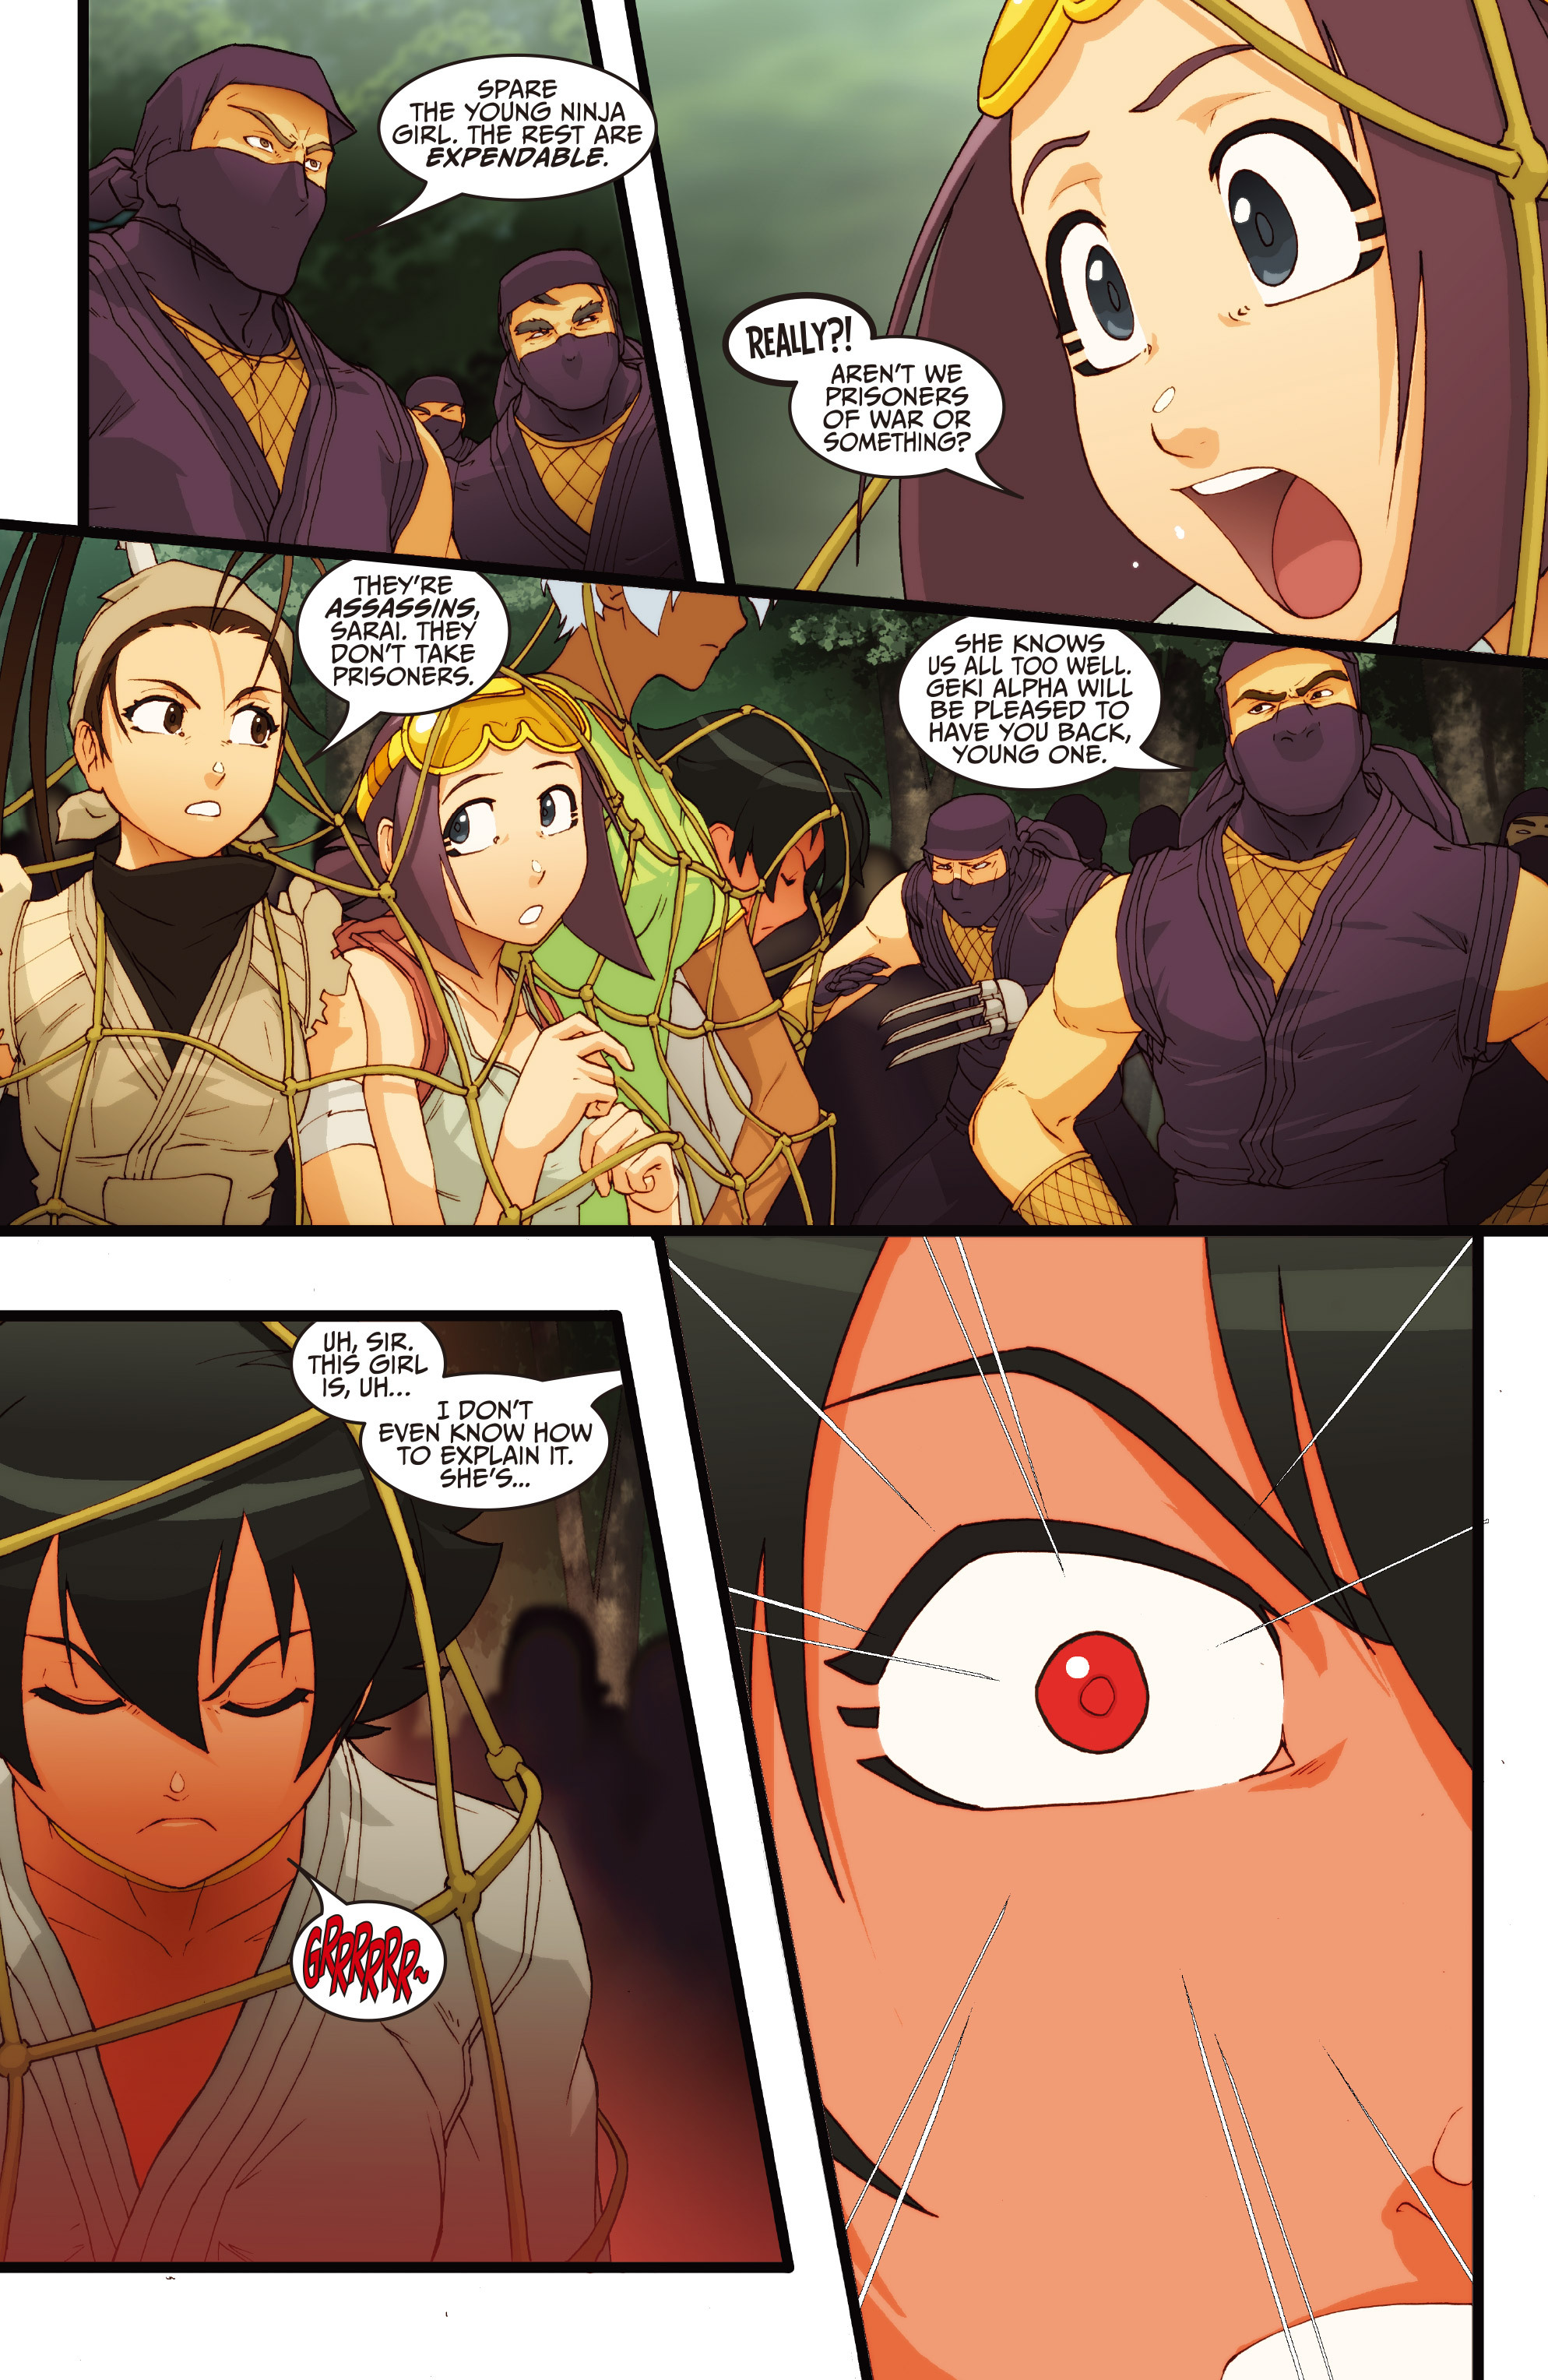 SPARE
THE YOUNG NINJA
GIRL. THE REST ARE
EXPENDABLE.
REALLY?!
AREN'T WE
PRISONERS
OF WAR OR
SOMETHING?
THEY'RE
ASSASSINS,
SARAI. THEY
DON'T TAKE
PRISONERS.
SHE KNOWS
US ALL TOO WELL.
GEKI ALPHA WILL
BE PLEASED TO
HAVE YOU BACK,
YOUNG ONE.
UH, SIR.
THIS GIRL
IS, UH...
I DON'T
EVEN KNOW HOW
TO EXPLAIN IT.
SHE'S...
GRRRRRR~